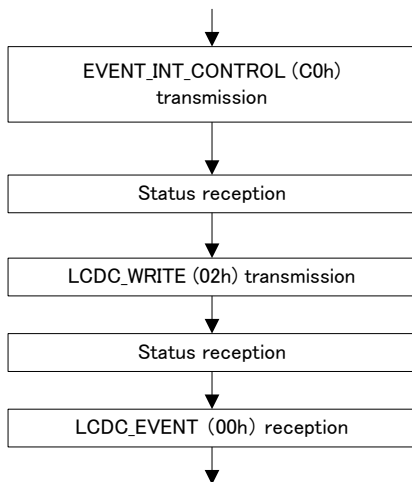 EVENT_INT_CONTROL (C0h)
transmission
Status reception
LCDC_WRITE (02h) transmission
Status reception
LCDC_EVENT (00h) reception